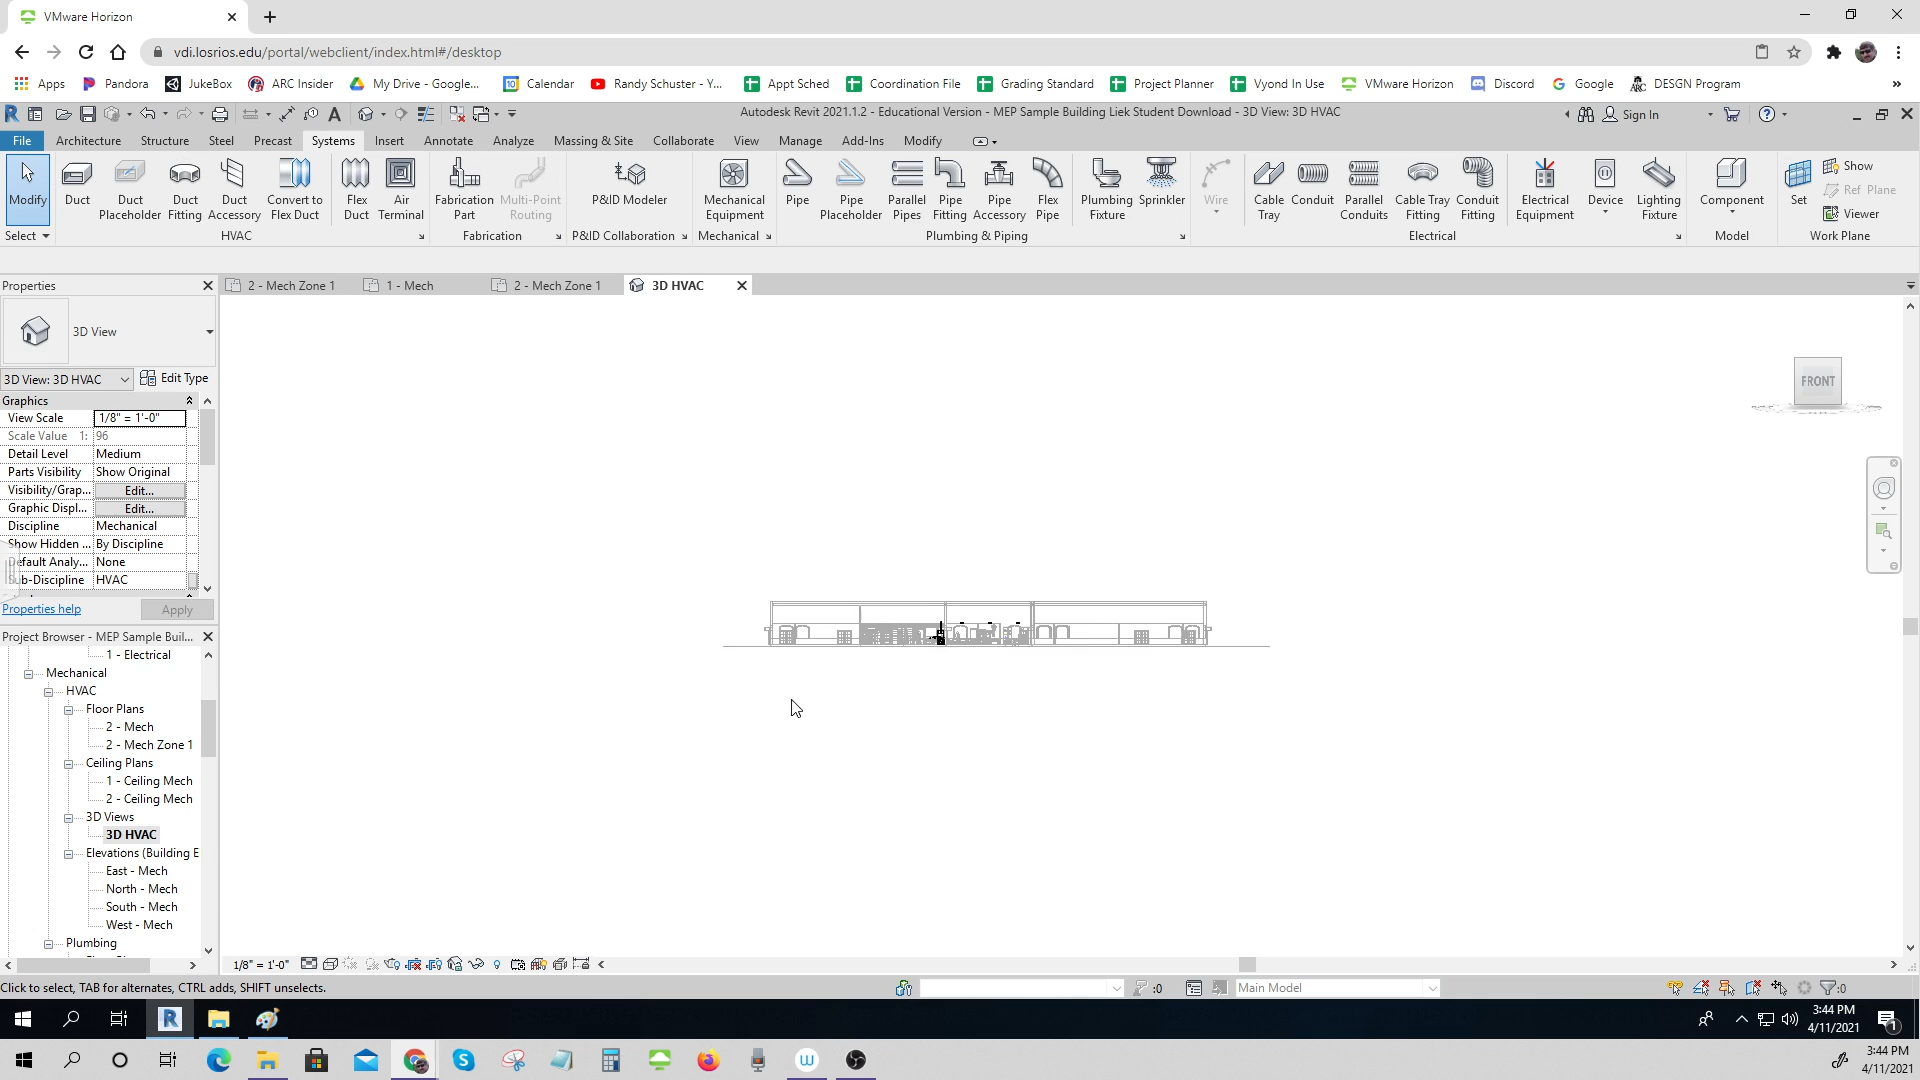 VMware Horizon
vdi.losrios.edu/portal/webclient/index.html#/desktop
Apps Pandora JukeBox ARC Insider My Drive - Google... Calendar Randy Schuster - Y... Appt Sched Coordination File Grading Standard Project Planner Vyond In Use VMware Horizon Discord Google DESGN Program »
Autodesk Revit 2021.1.2 - Educational Version - MEP Sample Building Liek Student Download - 3D View: 3D HVAC Sign In
File Architecture Structure Steel Precast Systems Insert Annotate Analyze Massing & Site Collaborate View Manage Add-Ins Modify
Modify Duct Duct Placeholder Duct Fitting Duct Accessory Convert to Flex Duct Flex Duct Air Terminal Fabrication Part Multi-Point Routing P&ID Modeler Mechanical Equipment Pipe Pipe Placeholder Parallel Pipes Pipe Fitting Pipe Accessory Flex Pipe Plumbing Fixture Sprinkler Wire Cable Tray Conduit Parallel Conduits Cable Tray Fitting Conduit Fitting Electrical Equipment Device Lighting Fixture Component Set Show Ref Plane Viewer
Select HVAC Fabrication P&ID Collaboration Mechanical Plumbing & Piping Electrical Model Work Plane
Properties 2 - Mech Zone 1 1 - Mech 2 - Mech Zone 1 3D HVAC
3D View
3D View: 3D HVAC Edit Type
FRONT
Graphics
View Scale 1/8" = 1'-0"
Scale Value 1: 96
Detail Level Medium
Parts Visibility Show Original
Visibility/Grap... Edit...
Graphic Displ... Edit...
Discipline Mechanical
Show Hidden ... By Discipline
Default Analy... None
Sub-Discipline HVAC
Properties help Apply
Project Browser - MEP Sample Buil...
1 - Electrical
Mechanical
HVAC
Floor Plans
2 - Mech
2 - Mech Zone 1
Ceiling Plans
1 - Ceiling Mech
2 - Ceiling Mech
3D Views
3D HVAC
Elevations (Building E
East - Mech
North - Mech
South - Mech
West - Mech
Plumbing
1/8" = 1'-0"
Click to select, TAB for alternates, CTRL adds, SHIFT unselects. :0 Main Model :0
3:44 PM
4/11/2021
3:44 PM
4/11/2021